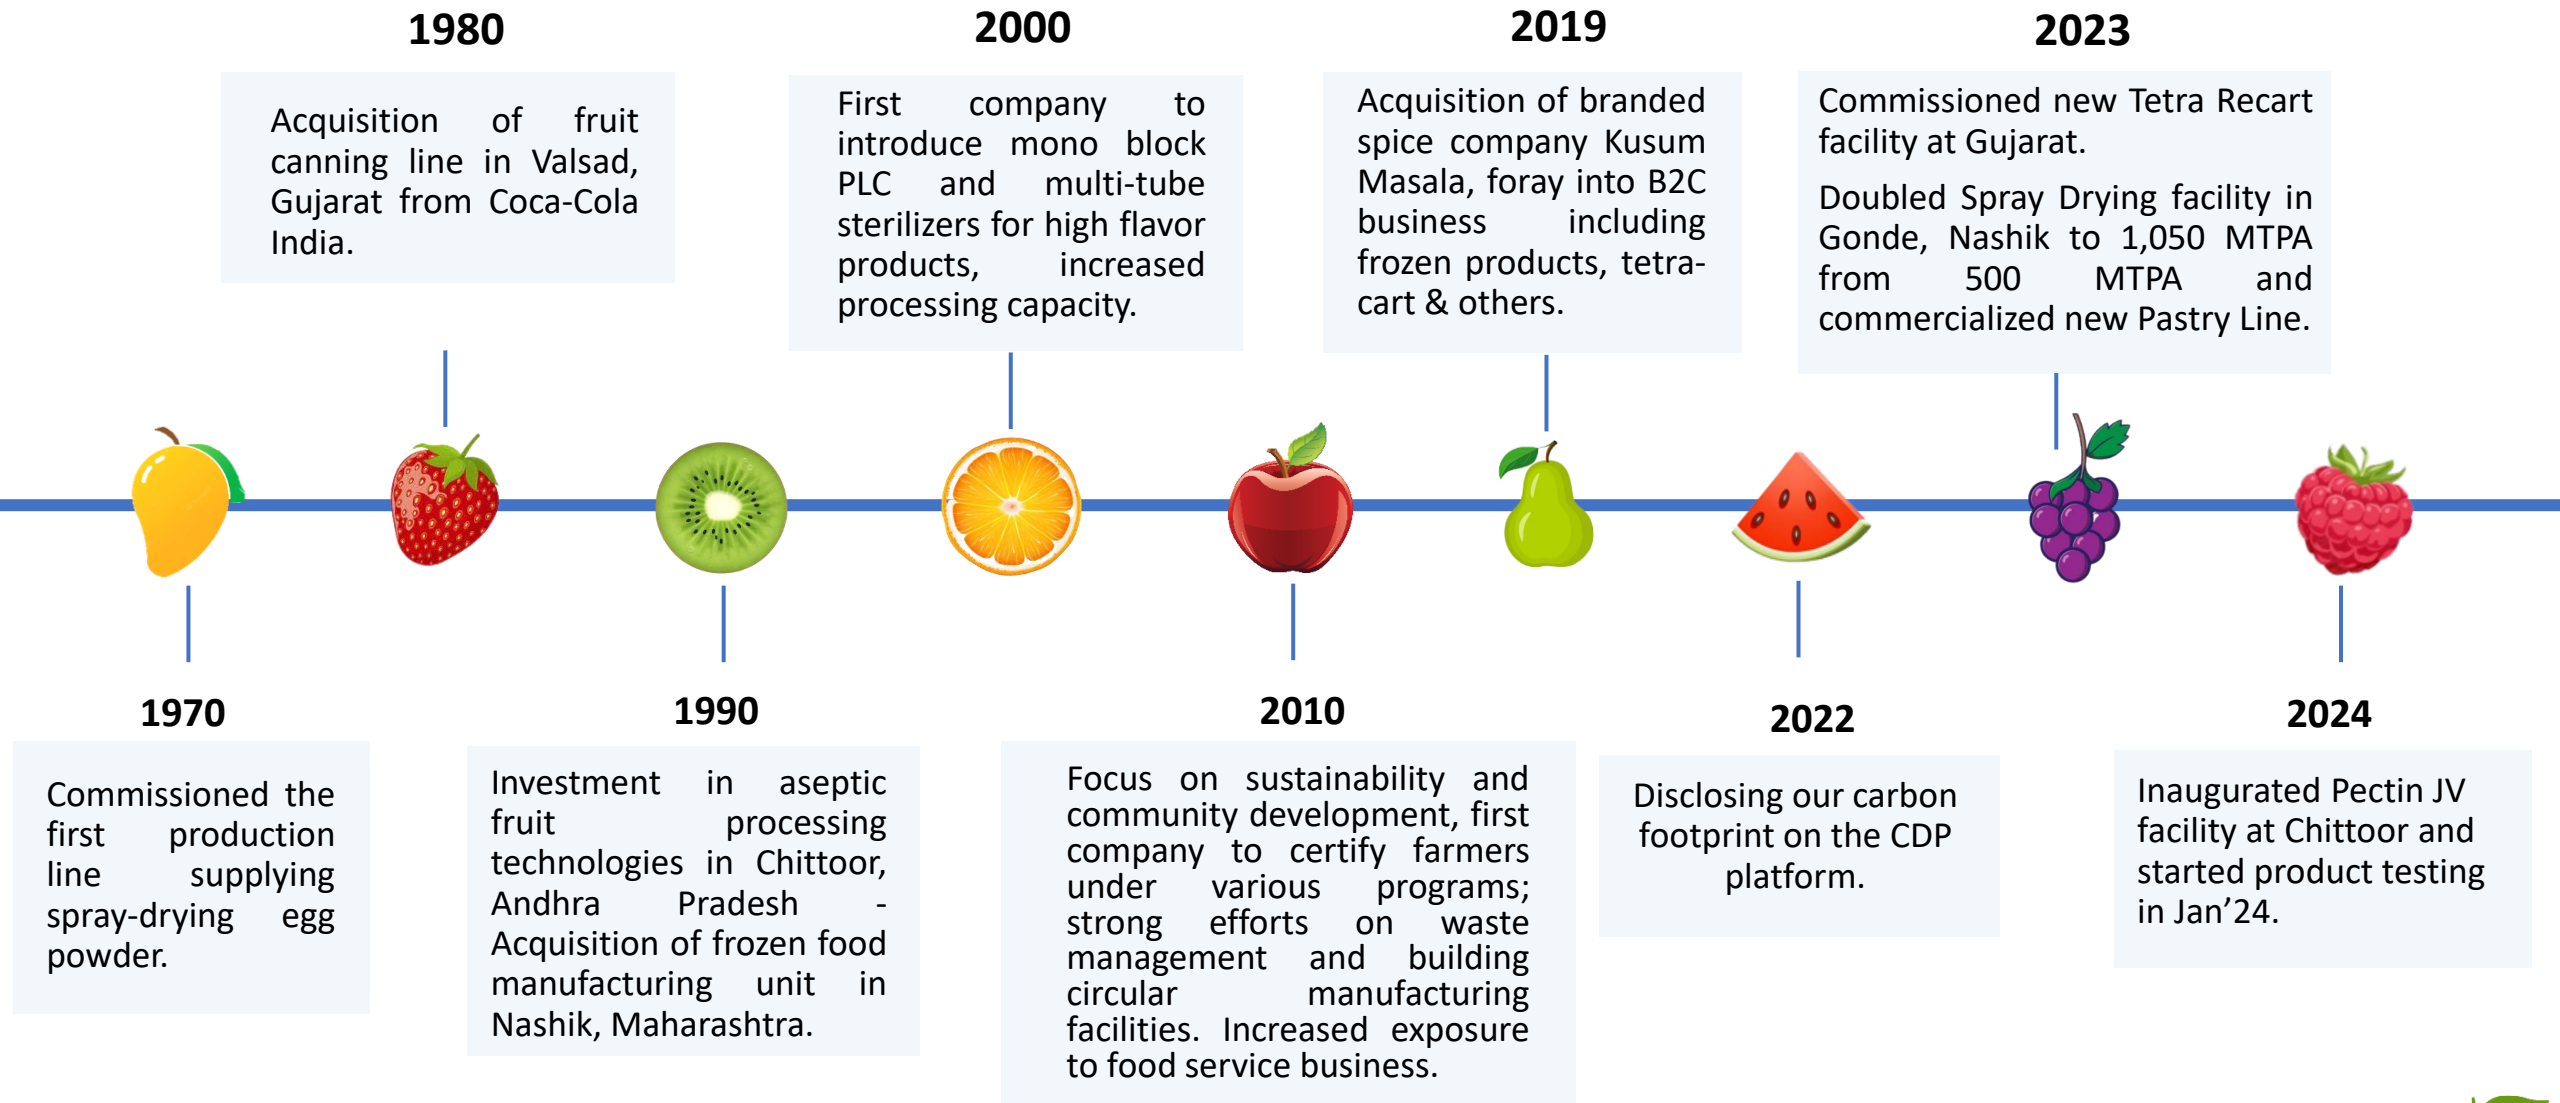 1980
Acquisition of fruit
canning line in Valsad,
Gujarat from Coca-Cola
India.
2000
First company to
introduce mono block
PLC and multi-tube
sterilizers for high flavor
products, increased
processing capacity.
2019
Acquisition of branded
spice company Kusum
Masala, foray into B2C
business including
frozen products, tetra-
cart & others.
2023
Commissioned new Tetra Recart
facility at Gujarat.
Doubled Spray Drying facility in
Gonde, Nashik to 1,050 MTPA
from 500 MTPA and
commercialized new Pastry Line.
1970
Commissioned the
first production
line supplying
spray-drying egg
powder.
1990
Investment in aseptic
fruit processing
technologies in Chittoor,
Andhra Pradesh -
Acquisition of frozen food
manufacturing unit in
Nashik, Maharashtra.
2010
Focus on sustainability and
community development, first
company to certify farmers
under various programs;
strong efforts on waste
management and building
circular manufacturing
facilities. Increased exposure
to food service business.
2022
Disclosing our carbon
footprint on the CDP
platform.
2024
Inaugurated Pectin JV
facility at Chittoor and
started product testing
in Jan’24.